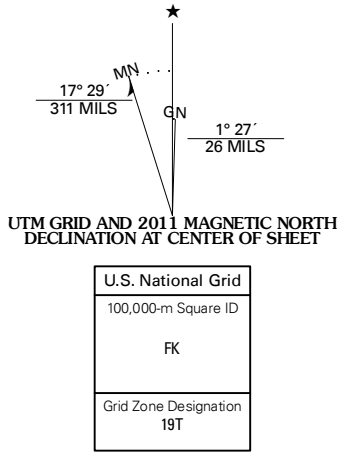 ★
MN
17° 29´
311 MILS
GN
1° 27´
26 MILS
UTM GRID AND 2011 MAGNETIC NORTH
DECLINATION AT CENTER OF SHEET
U.S. National Grid
100,000-m Square ID
FK
Grid Zone Designation
19T